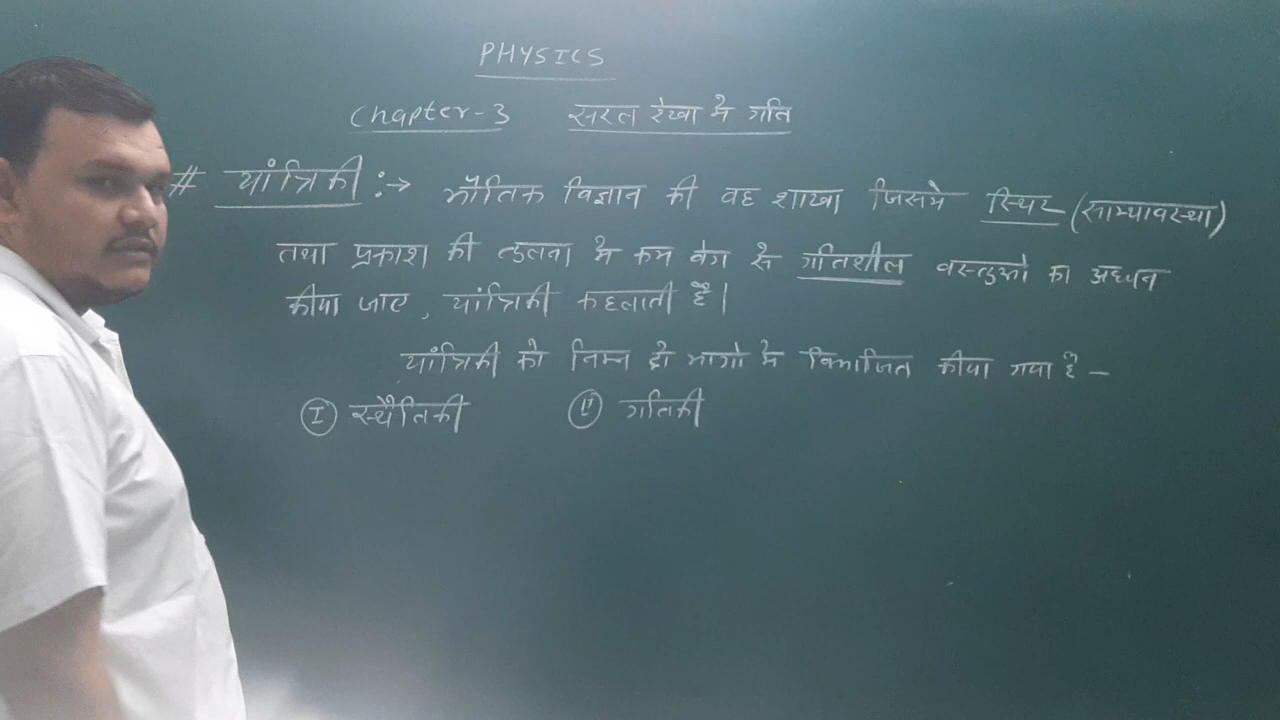 PHYSICS
Chapter-3 सरल रेखा में गति
# यांत्रिकी :→ भौतिक विज्ञान की वह शाखा जिसमे स्थिर (साम्यावस्था)
तथा प्रकाश की तुलना मे कम वेग से गतिशील वस्तुओ का अध्यन
कीया जाए, यांत्रिकी कहलाती है।
यांत्रिकी को निम्न दो भागो मे विभाजित कीया गया है –
(I) स्थैतिकी (II) गतिकी